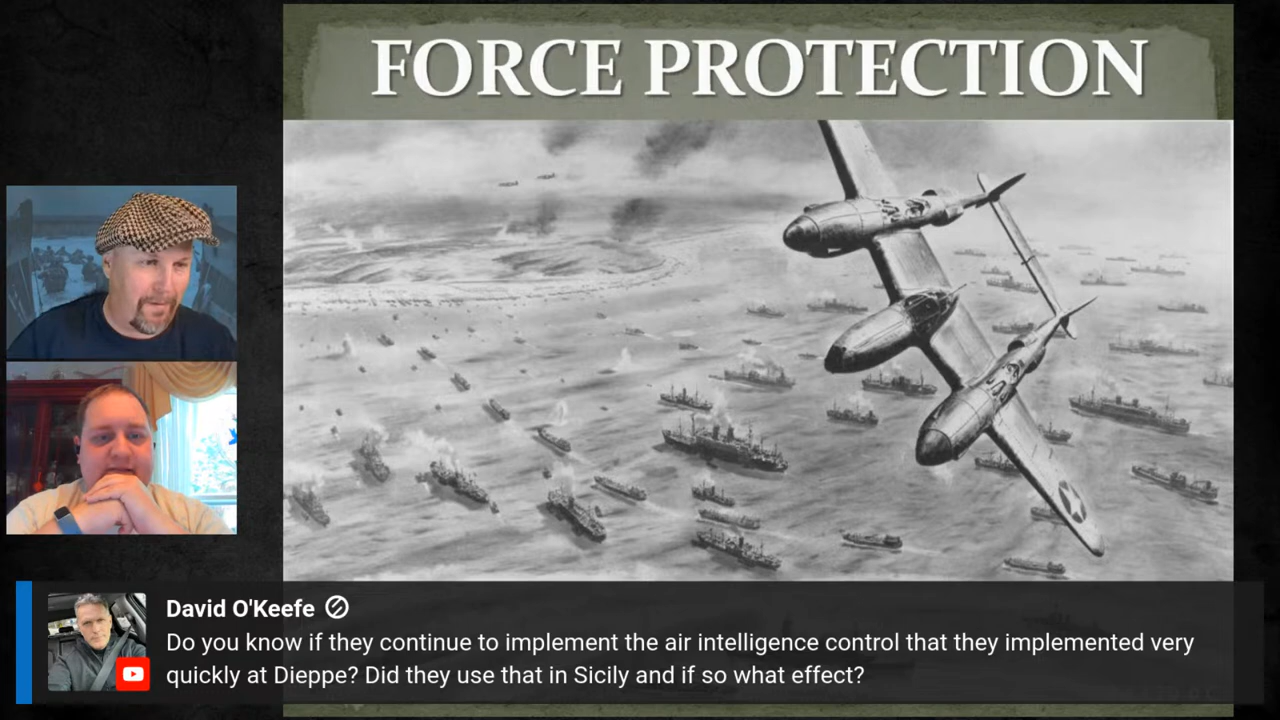 FORCE PROTECTION
David O'Keefe
Do you know if they continue to implement the air intelligence control that they implemented very
quickly at Dieppe? Did they use that in Sicily and if so what effect?